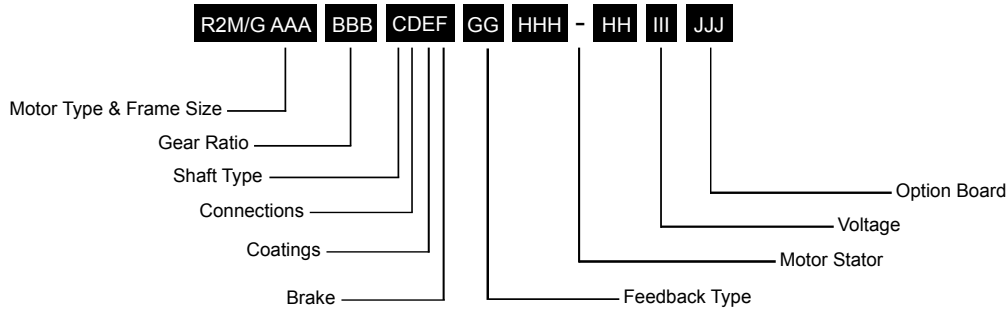 R2M/G AAA BBB CDEF GG HHH - HH III JJJ
Motor Type & Frame Size
Gear Ratio
Shaft Type
Option Board
Connections
Voltage
Coatings
Motor Stator
Brake
Feedback Type